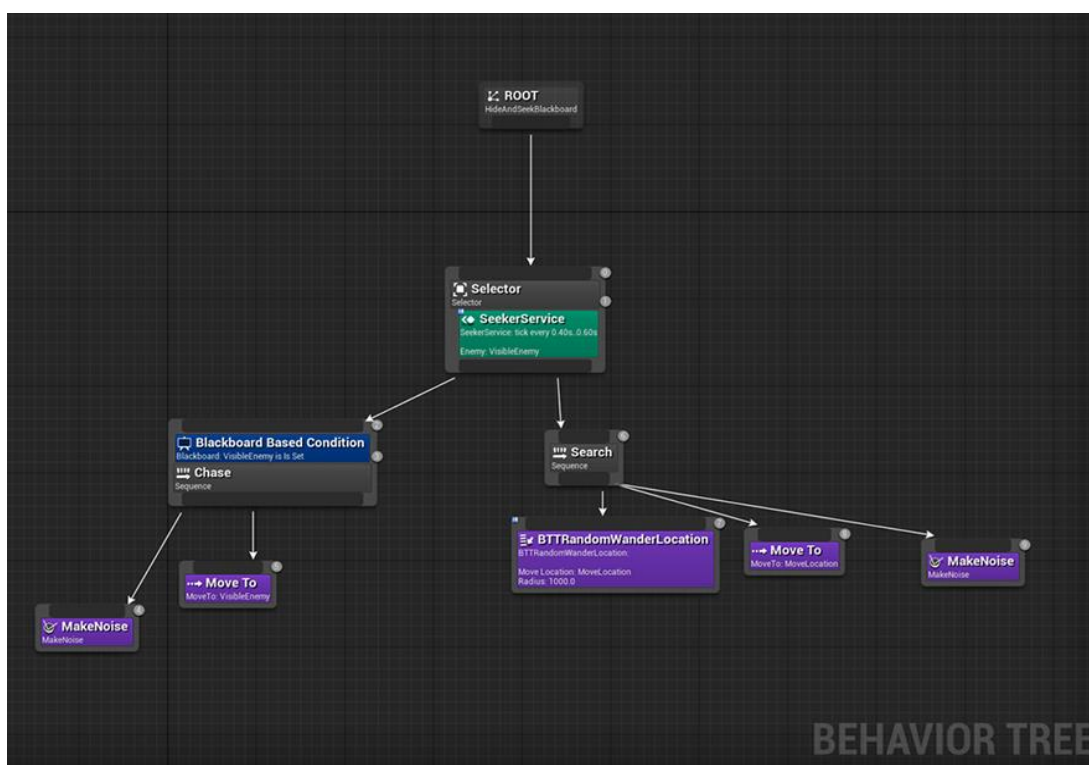 ROOT
HideAndSeekBlackboard
Selector
Selector
SeekerService
SeekerService: tick every 0.40s..0.60s
Enemy: VisibleEnemy
Blackboard Based Condition
Blackboard: VisibleEnemy is Is Set
Chase
Sequence
Search
Sequence
BTTRandomWanderLocation
BTTRandomWanderLocation:
Move Location: MoveLocation
Radius: 1000.0
Move To
MoveTo: MoveLocation
MakeNoise
MakeNoise
Move To
MoveTo: VisibleEnemy
MakeNoise
MakeNoise
BEHAVIOR TREE